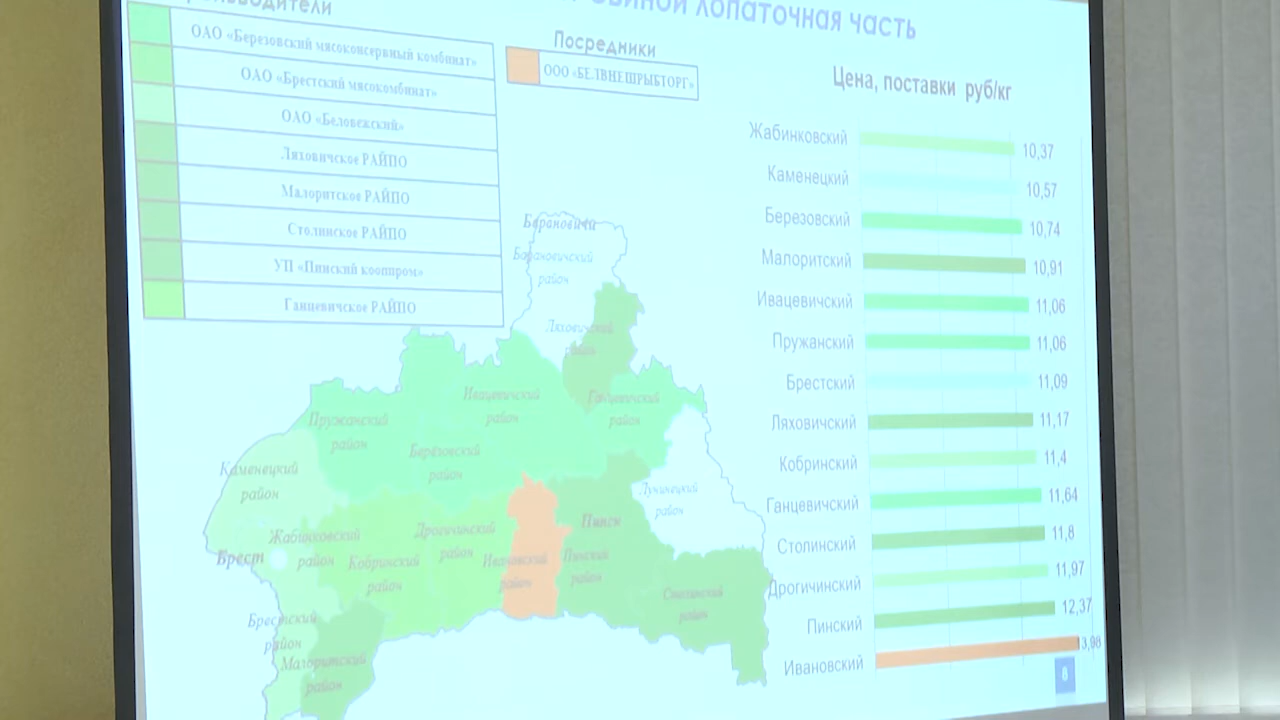 лопаточная часть
ОАО «Березовский мясоконсервный комбинат»
ОАО «Брестский мясокомбинат»
ОАО «Беловежский»
Ляховичское РАЙПО
Малоритское РАЙПО
Столинское РАЙПО
УП «Пинский кооппром»
Ганцевичское РАЙПО
Посредники
ООО «БЕЛВНЕШРЫБТОРГ»
Цена, поставки руб/кг
Жабинковский 10,37
Каменецкий 10,57
Березовский 10,74
Малоритский 10,91
Ивацевичский 11,06
Пружанский 11,06
Брестский 11,09
Ляховичский 11,17
Кобринский 11,4
Ганцевичский 11,64
Столинский 11,8
Дрогичинский 11,97
Пинский 12,37
Ивановский 3,98
Барановичи
Барановичский
район
Ляховичский
район
Ивацевичский
район
Ганцевичский
район
Пружанский
район
Берёзовский
район
Каменецкий
район
Лунинецкий
район
Жабинковский
район
Брест
Кобринский
район
Дрогичинский
район
Ивановский
район
Пинск
Пинский
район
Столинский
район
Брестский
район
Малоритский
район